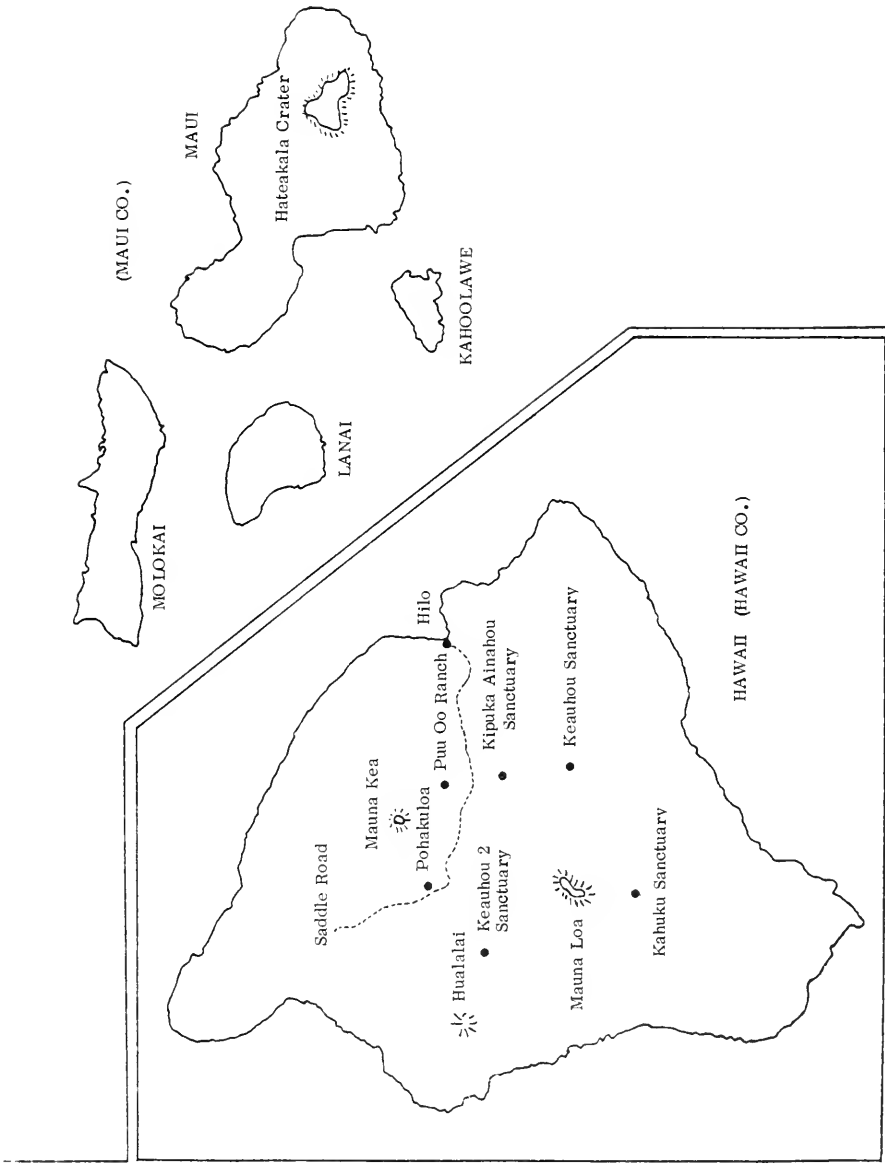 (MAUI CO.)
MAUI
Hateakala Crater
MOLOKAI
LANAI
KAHOOLAWE
Saddle Road
Mauna Kea
Pohakuloa
Puu Oo Ranch
Hilo
Hualalai
Keauhou 2
Sanctuary
Kipuka Ainahou
Sanctuary
Mauna Loa
Keauhou Sanctuary
Kahuku Sanctuary
HAWAII (HAWAII CO.)